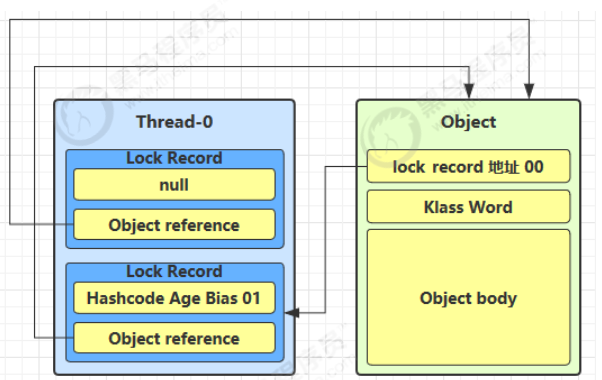 Thread-0
Lock Record
null
Object reference
Lock Record
Hashcode Age Bias 01
Object reference
Object
lock record 地址 00
Klass Word
Object body